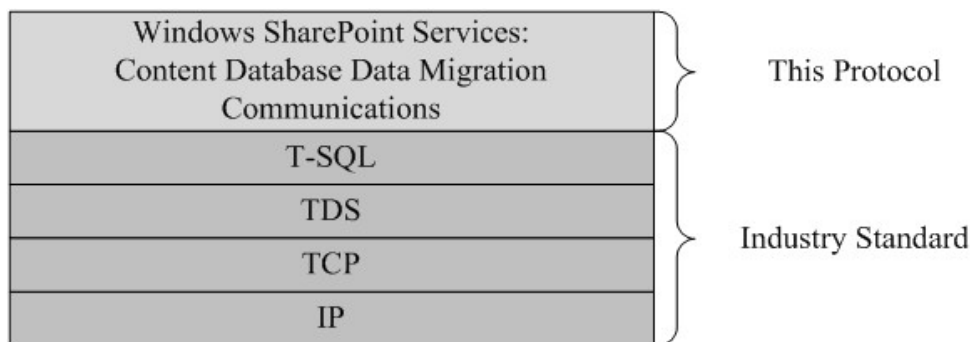 Windows SharePoint Services:
Content Database Data Migration
Communications
This Protocol
T-SQL
TDS
TCP
IP
Industry Standard